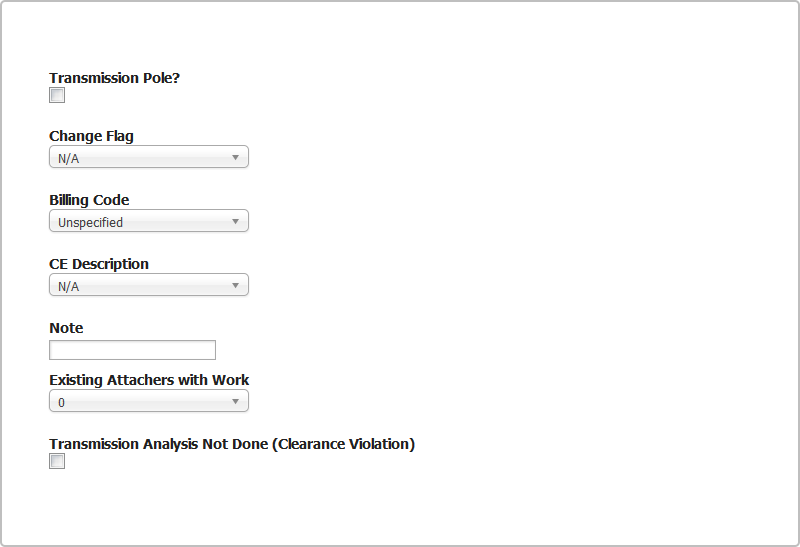 Transmission Pole?
Change Flag
N/A
Billing Code
Unspecified
CE Description
N/A
Note
Existing Attachers with Work
0
Transmission Analysis Not Done (Clearance Violation)